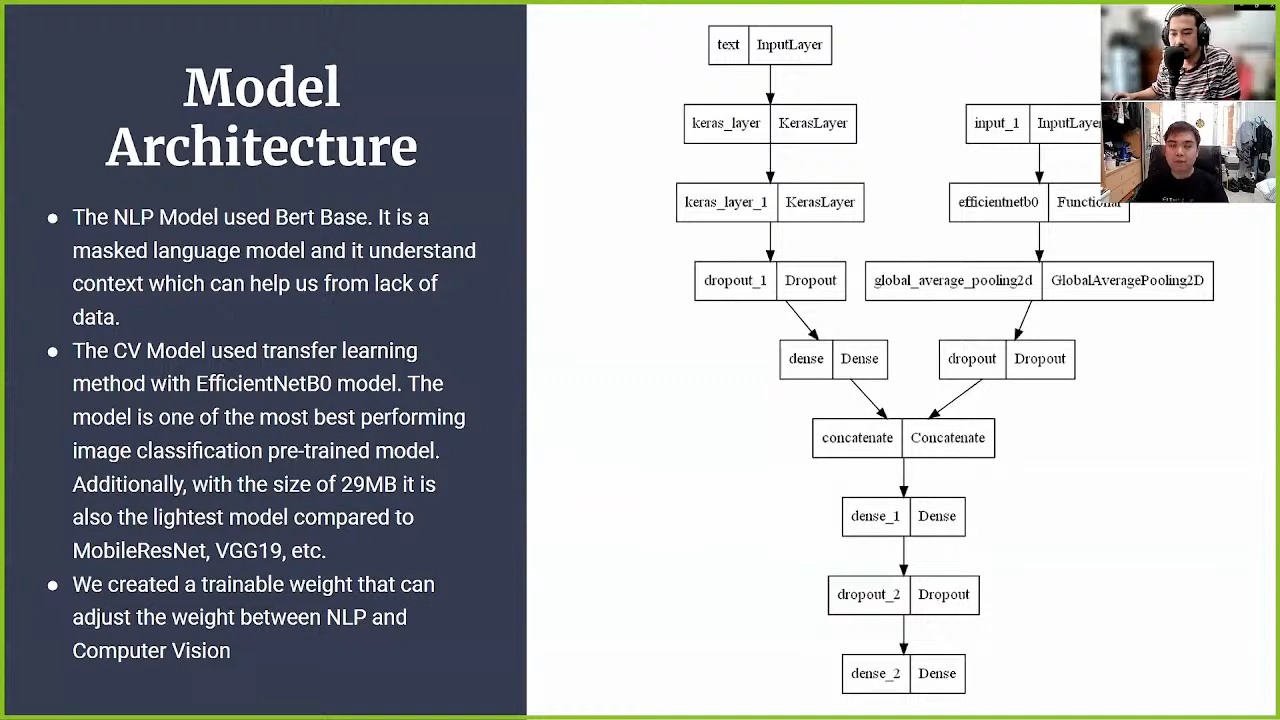 Model
Architecture
● The NLP Model used Bert Base. It is a
masked language model and it understand
context which can help us from lack of
data.
● The CV Model used transfer learning
method with EfficientNetB0 model. The
model is one of the most best performing
image classification pre-trained model.
Additionally, with the size of 29MB it is
also the lightest model compared to
MobileResNet, VGG19, etc.
● We created a trainable weight that can
adjust the weight between NLP and
Computer Vision
text InputLayer
keras_layer KerasLayer
input_1 InputLayer
keras_layer_1 KerasLayer
efficientnetb0 Functional
dropout_1 Dropout
global_average_pooling2d GlobalAveragePooling2D
dense Dense
dropout Dropout
concatenate Concatenate
dense_1 Dense
dropout_2 Dropout
dense_2 Dense